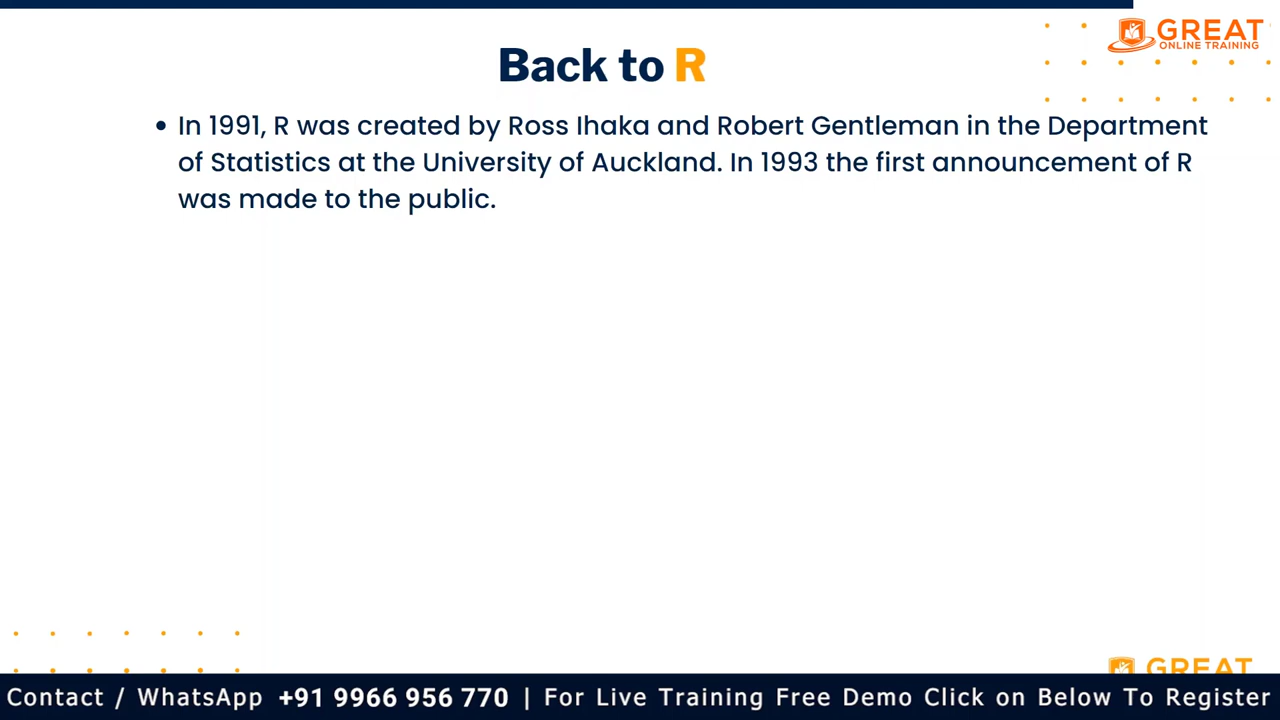 GREAT
ONLINE TRAINING
Back to R
• In 1991, R was created by Ross Ihaka and Robert Gentleman in the Department
of Statistics at the University of Auckland. In 1993 the first announcement of R
was made to the public.
GREAT
Contact / WhatsApp +91 9966 956 770 | For Live Training Free Demo Click on Below To Register